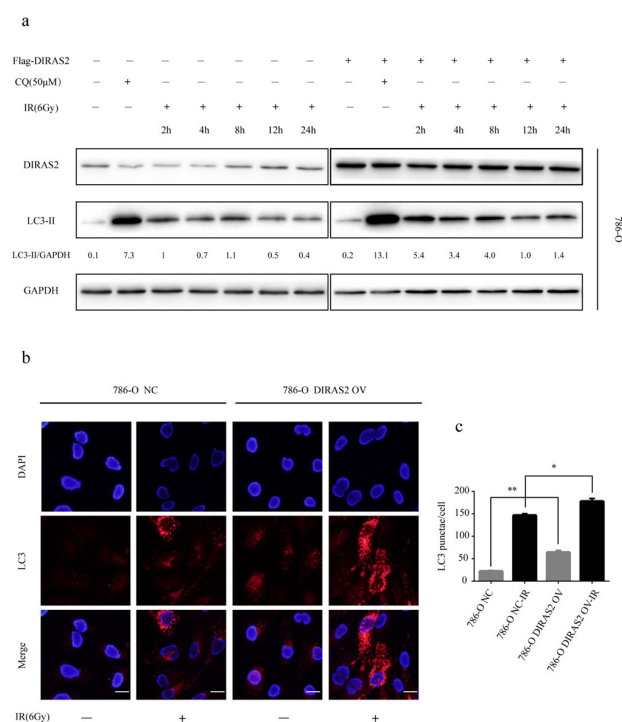 a
Flag-DIRAS2 – – – – – – – + + + + + + +
CQ(50μM) – + – – – – – – + – – – – –
IR(6Gy) – – + + + + + – – + + + + +
2h 4h 8h 12h 24h 2h 4h 8h 12h 24h
DIRAS2
LC3-II
LC3-II/GAPDH 0.1 7.3 1 0.7 1.1 0.5 0.4 0.2 13.1 5.4 3.4 4.0 1.0 1.4
GAPDH
786-O
b
786-O NC 786-O DIRAS2 OV
DAPI
LC3
Merge
IR(6Gy) — + — +
c
*
**
LC3 punctae/cell
200
150
100
50
0
786-O NC
786-O NC-IR
786-O DIRAS2 OV
786-O DIRAS2 OV-IR